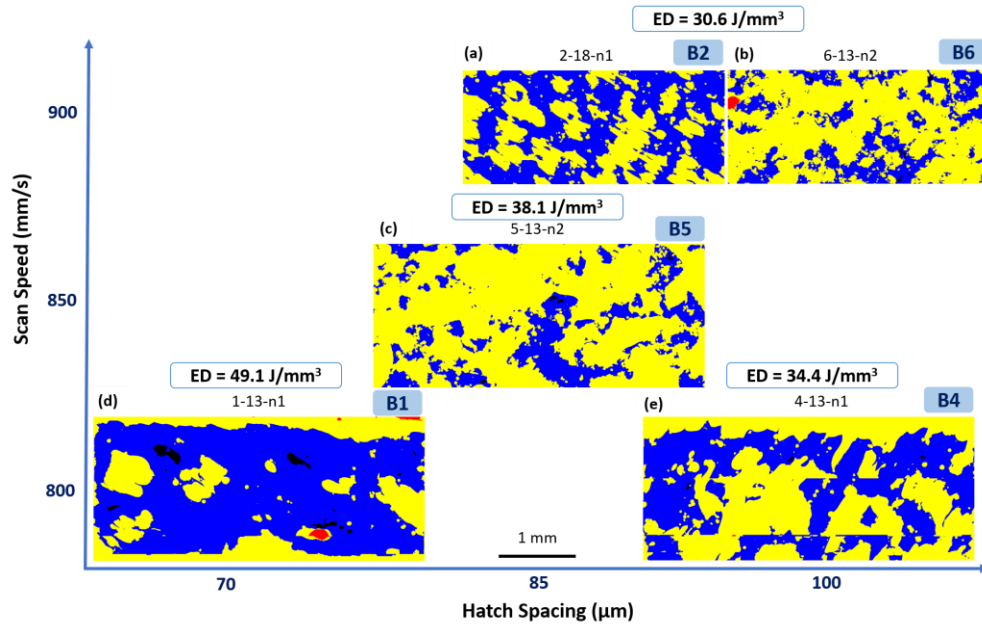 ED = 30.6 J/mm³
(a) 2-18-n1 B2 (b) 6-13-n2 B6
900
ED = 38.1 J/mm³
(c) 5-13-n2 B5
850
ED = 49.1 J/mm³
(d) 1-13-n1 B1
ED = 34.4 J/mm³
(e) 4-13-n1 B4
800
1 mm
70 85 100
Hatch Spacing (µm)
Scan Speed (mm/s)